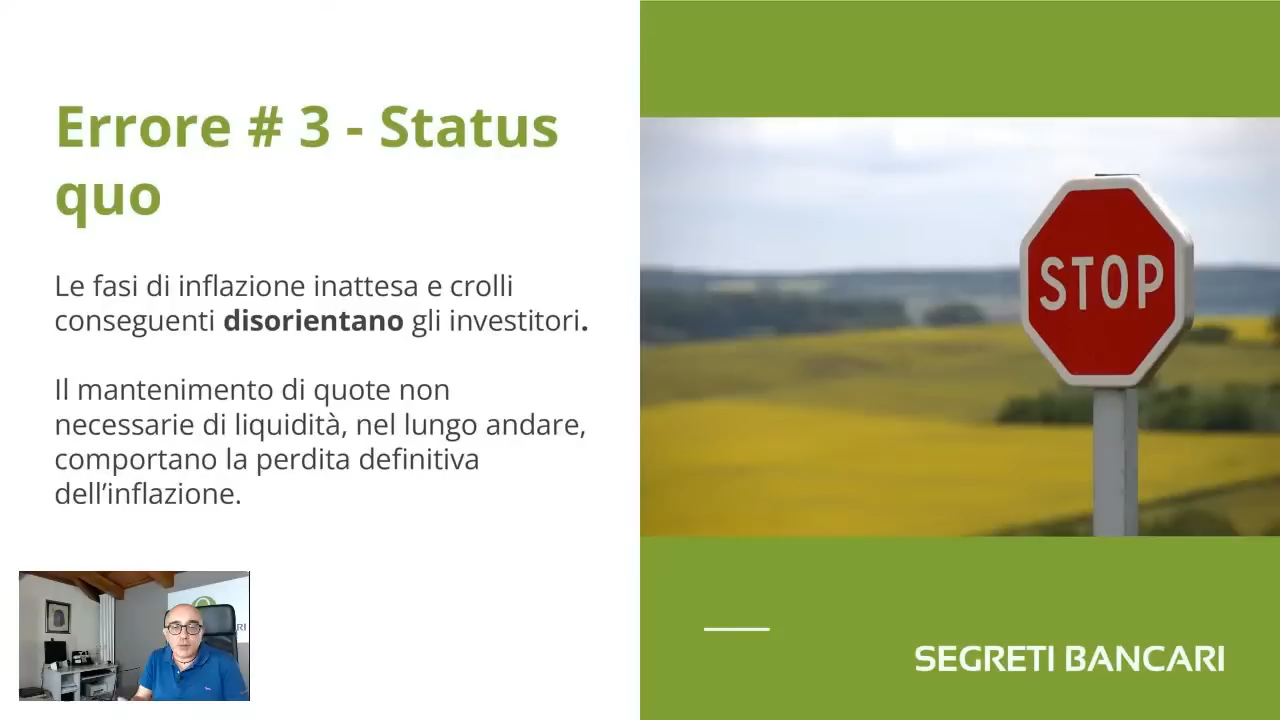 Errore # 3 - Status
quo
Le fasi di inflazione inattesa e crolli
conseguenti disorientano gli investitori.
Il mantenimento di quote non
necessarie di liquidità, nel lungo andare,
comportano la perdita definitiva
dell’inflazione.
STOP
RI
SEGRETI BANCARI